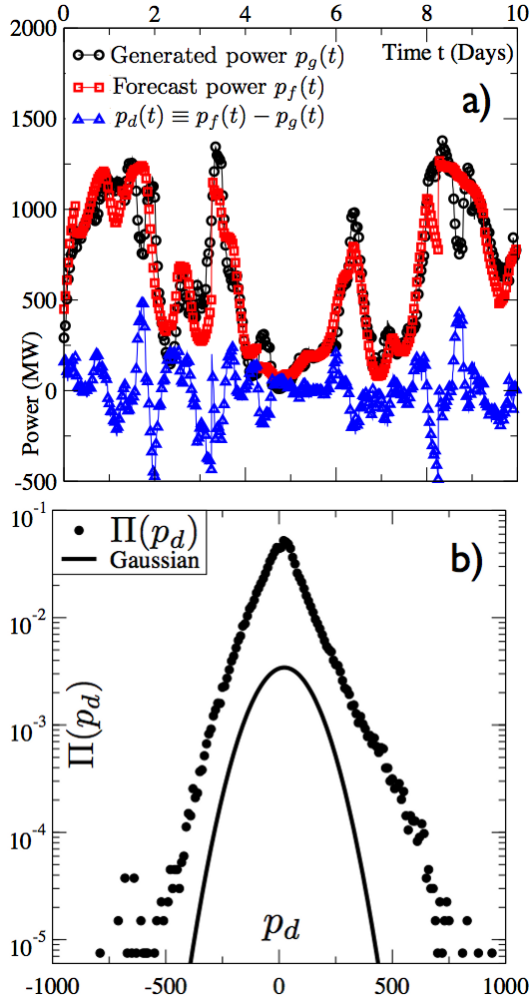 0 2 4 6 8 10
2000
Generated power p_g(t) Time t (Days)
Forecast power p_f(t)
p_d(t) ≡ p_f(t) − p_g(t) a)
1500
1000
500
0
-500
Power (MW)
10^-1
Π(p_d) b)
Gaussian
10^-2
10^-3
10^-4
10^-5
Π(p_d)
p_d
-1000 -500 0 500 1000